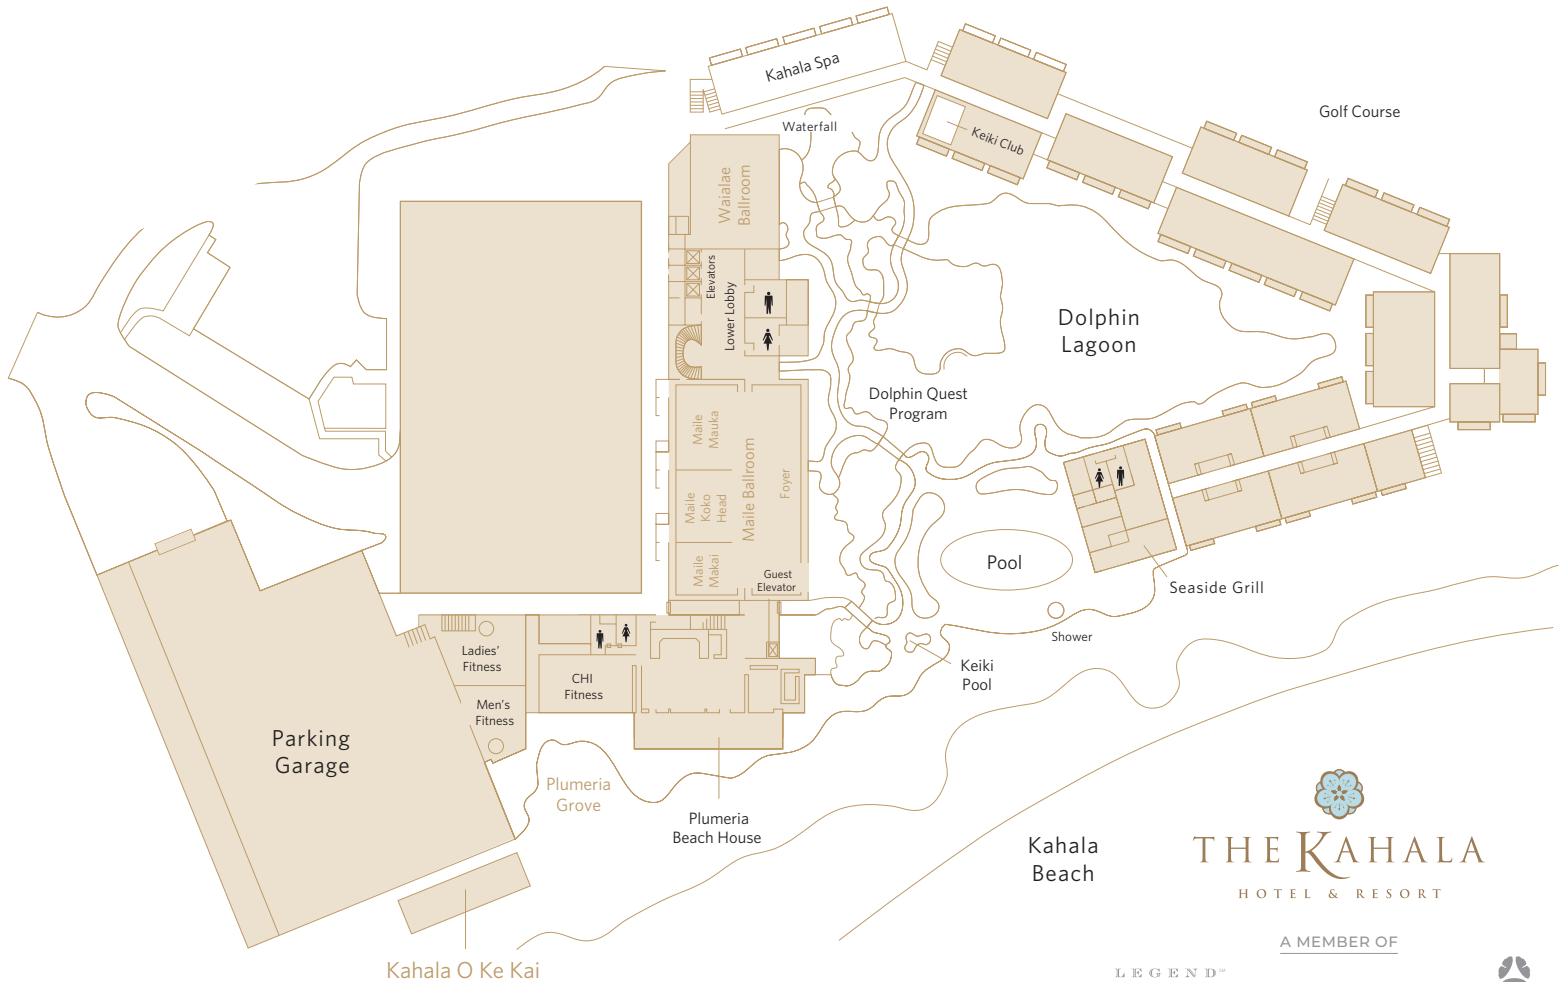 Kahala Spa
Golf Course
Waterfall
Keiki Club
Waialae
Ballroom
Elevators
Lower Lobby
Dolphin
Lagoon
Dolphin Quest
Program
Maile
Mauka
Maile
Koko
Head
Maile
Makai
Maile Ballroom
Foyer
Guest
Elevator
Pool
Seaside Grill
Shower
Keiki
Pool
Ladies'
Fitness
CHI
Fitness
Men's
Fitness
Parking
Garage
Plumeria
Grove
Plumeria
Beach House
Kahala
Beach
Kahala O Ke Kai
THE KAHALA
HOTEL & RESORT
A MEMBER OF
LEGEND℠